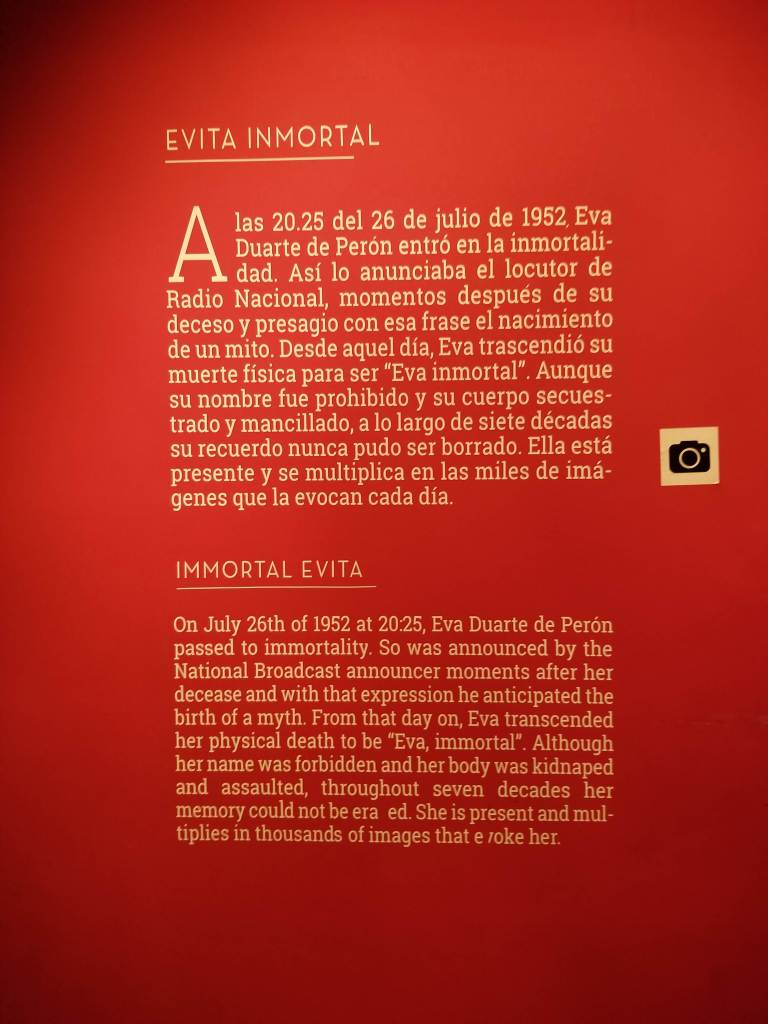 EVITA INMORTAL
A las 20.25 del 26 de julio de 1952, Eva
Duarte de Perón entró en la inmortali-
dad. Así lo anunciaba el locutor de
Radio Nacional, momentos después de su
deceso y presagio con esa frase el nacimiento
de un mito. Desde aquel día, Eva trascendió su
muerte física para ser “Eva inmortal”. Aunque
su nombre fue prohibido y su cuerpo secues-
trado y mancillado, a lo largo de siete décadas
su recuerdo nunca pudo ser borrado. Ella está
presente y se multiplica en las miles de imá-
genes que la evocan cada día.
IMMORTAL EVITA
On July 26th of 1952 at 20:25, Eva Duarte de Perón
passed to immortality. So was announced by the
National Broadcast announcer moments after her
decease and with that expression he anticipated the
birth of a myth. From that day on, Eva transcended
her physical death to be “Eva, immortal”. Although
her name was forbidden and her body was kidnaped
and assaulted, throughout seven decades her
memory could not be era ed. She is present and mul-
tiplies in thousands of images that evoke her.